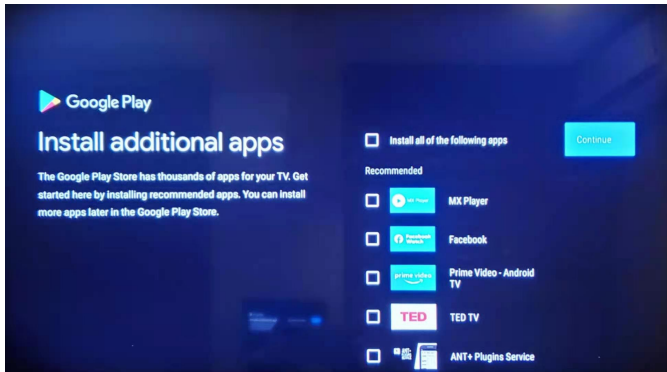 Google Play
Install additional apps
The Google Play Store has thousands of apps for your TV. Get
started here by installing recommended apps. You can install
more apps later in the Google Play Store.
Install all of the following apps
Continue
Recommended
MX Player
MX Player
Facebook
Watch
Facebook
prime video
Prime Video - Android
TV
TED
TED TV
ANT+ Plugins Service